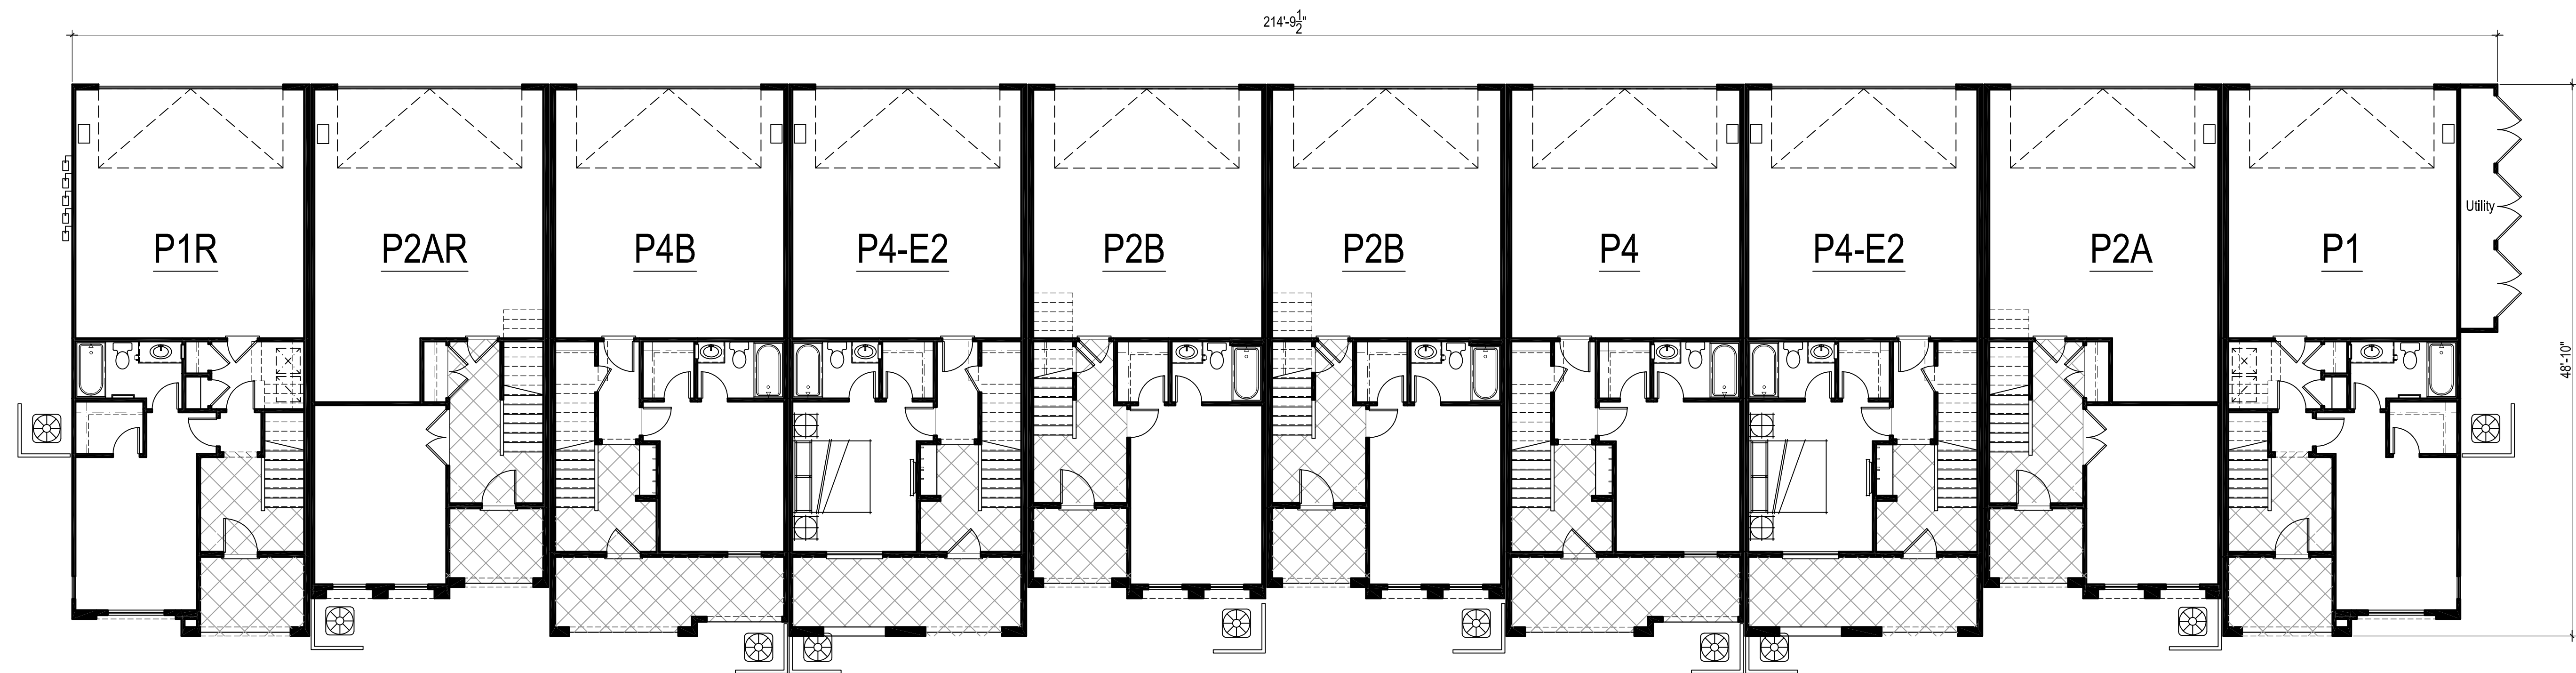 214'-9 1/2"
P1R
P2AR
P4B
P4-E2
P2B
P2B
P4
P4-E2
P2A
P1
Utility
48'-10"